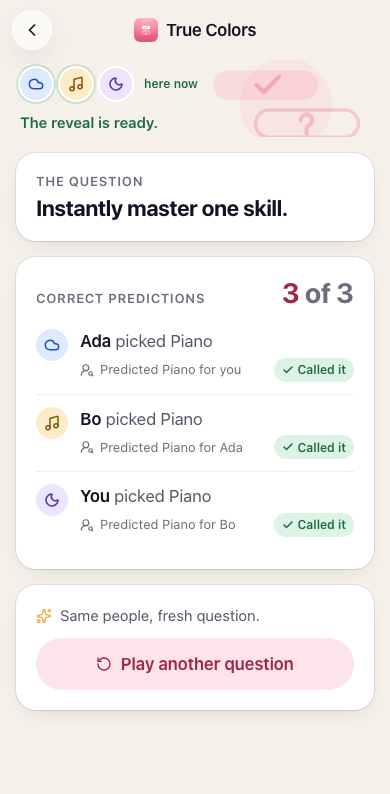 True Colors
here now
The reveal is ready.
?
THE QUESTION
Instantly master one skill.
CORRECT PREDICTIONS
3 of 3
Ada picked Piano
Predicted Piano for you
Called it
Bo picked Piano
Predicted Piano for Ada
Called it
You picked Piano
Predicted Piano for Bo
Called it
Same people, fresh question.
Play another question